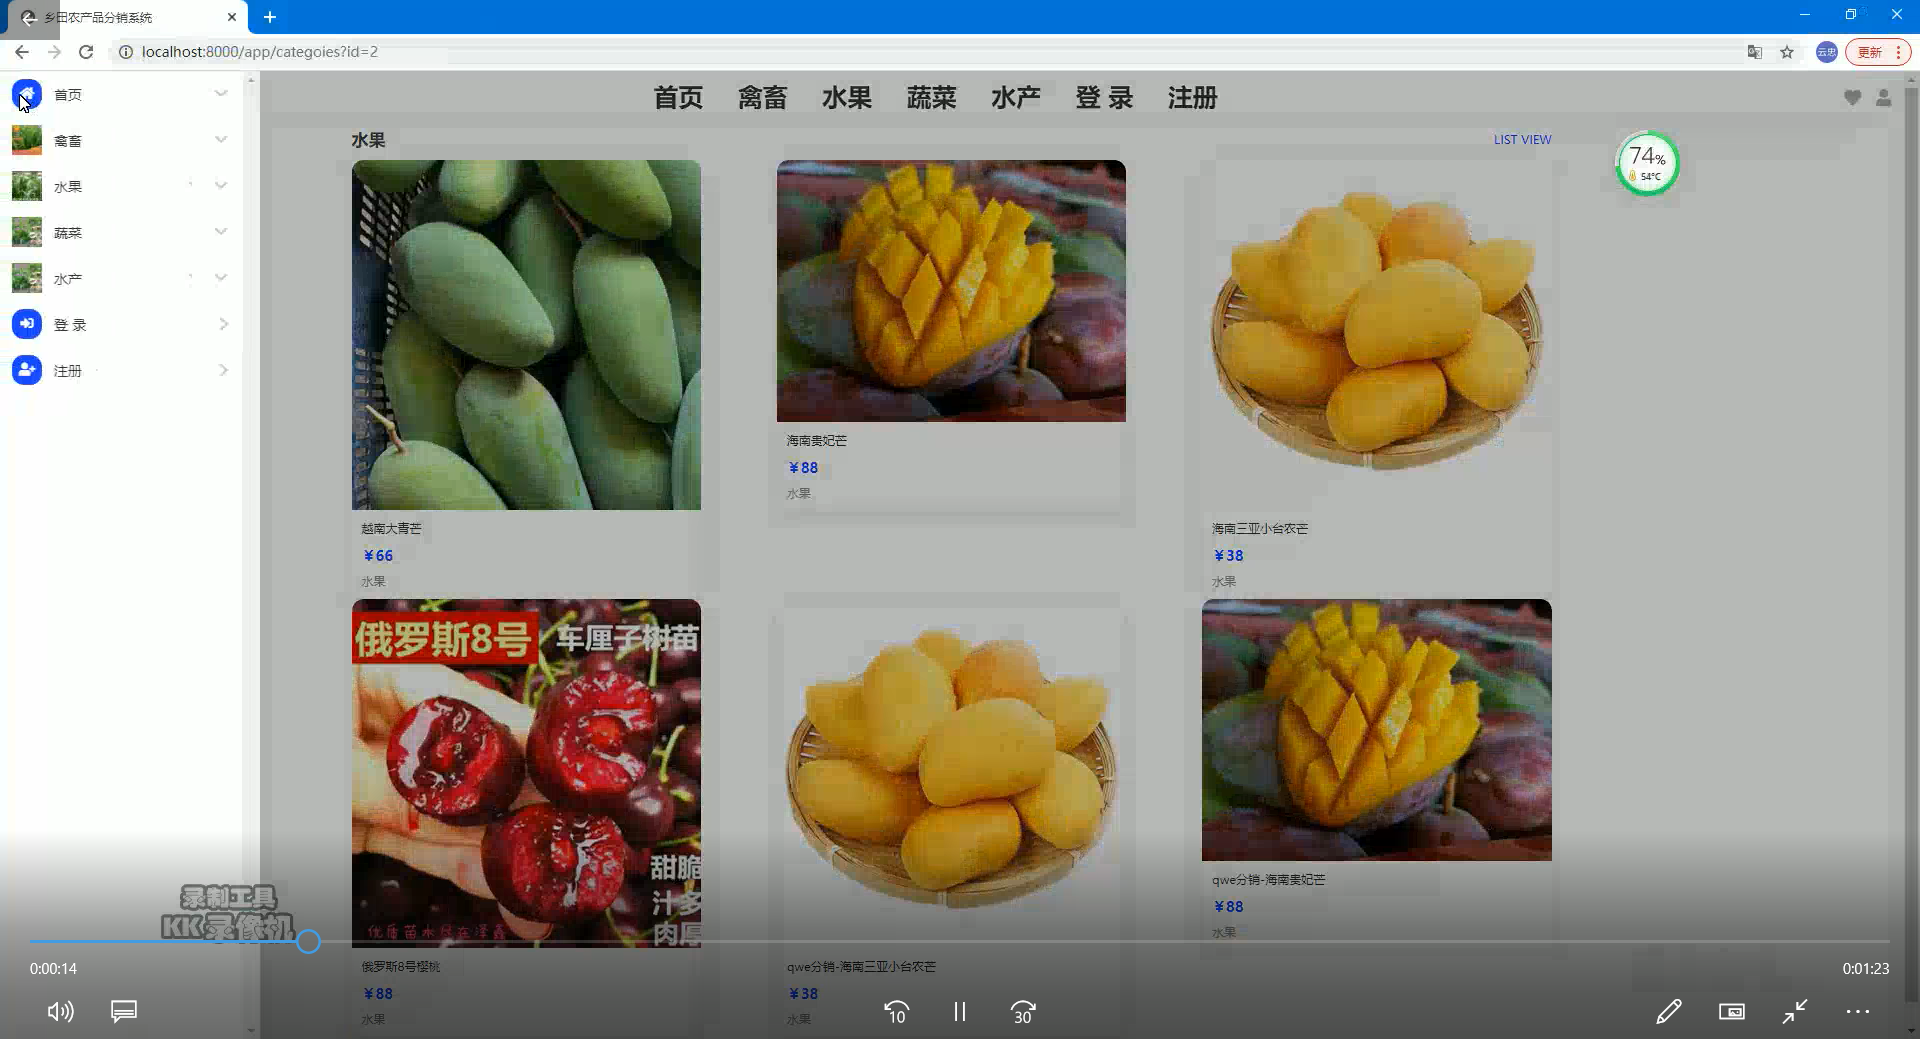 乡田农产品分销系统
localhost:8000/app/categoies?id=2
云忠
更新
首页
禽畜
水果
蔬菜
水产
登 录
注册
首页 禽畜 水果 蔬菜 水产 登 录 注册
水果
LIST VIEW
74%
54°C
越南大青芒
¥66
水果
海南贵妃芒
¥88
水果
海南三亚小台农芒
¥38
水果
俄罗斯8号 车厘子树苗
甜脆
汁多
肉厚
俄罗斯8号樱桃
¥88
水果
qwe分销-海南三亚小台农芒
¥38
水果
qwe分销-海南贵妃芒
¥88
水果
录制工具
KK录像机
0:00:14
0:01:23
10
30